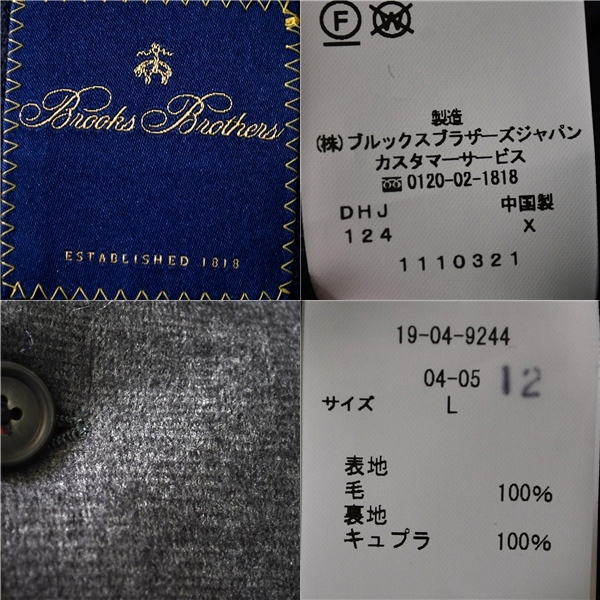 Brooks Brothers
ESTABLISHED 1818
F W
製造
(株)ブルックスブラザーズジャパン
カスタマーサービス
0120-02-1818
DHJ 中国製
124 X
1110321
19-04-9244
04-05 12
サイズ L
表地
毛 100%
裏地
キュプラ 100%